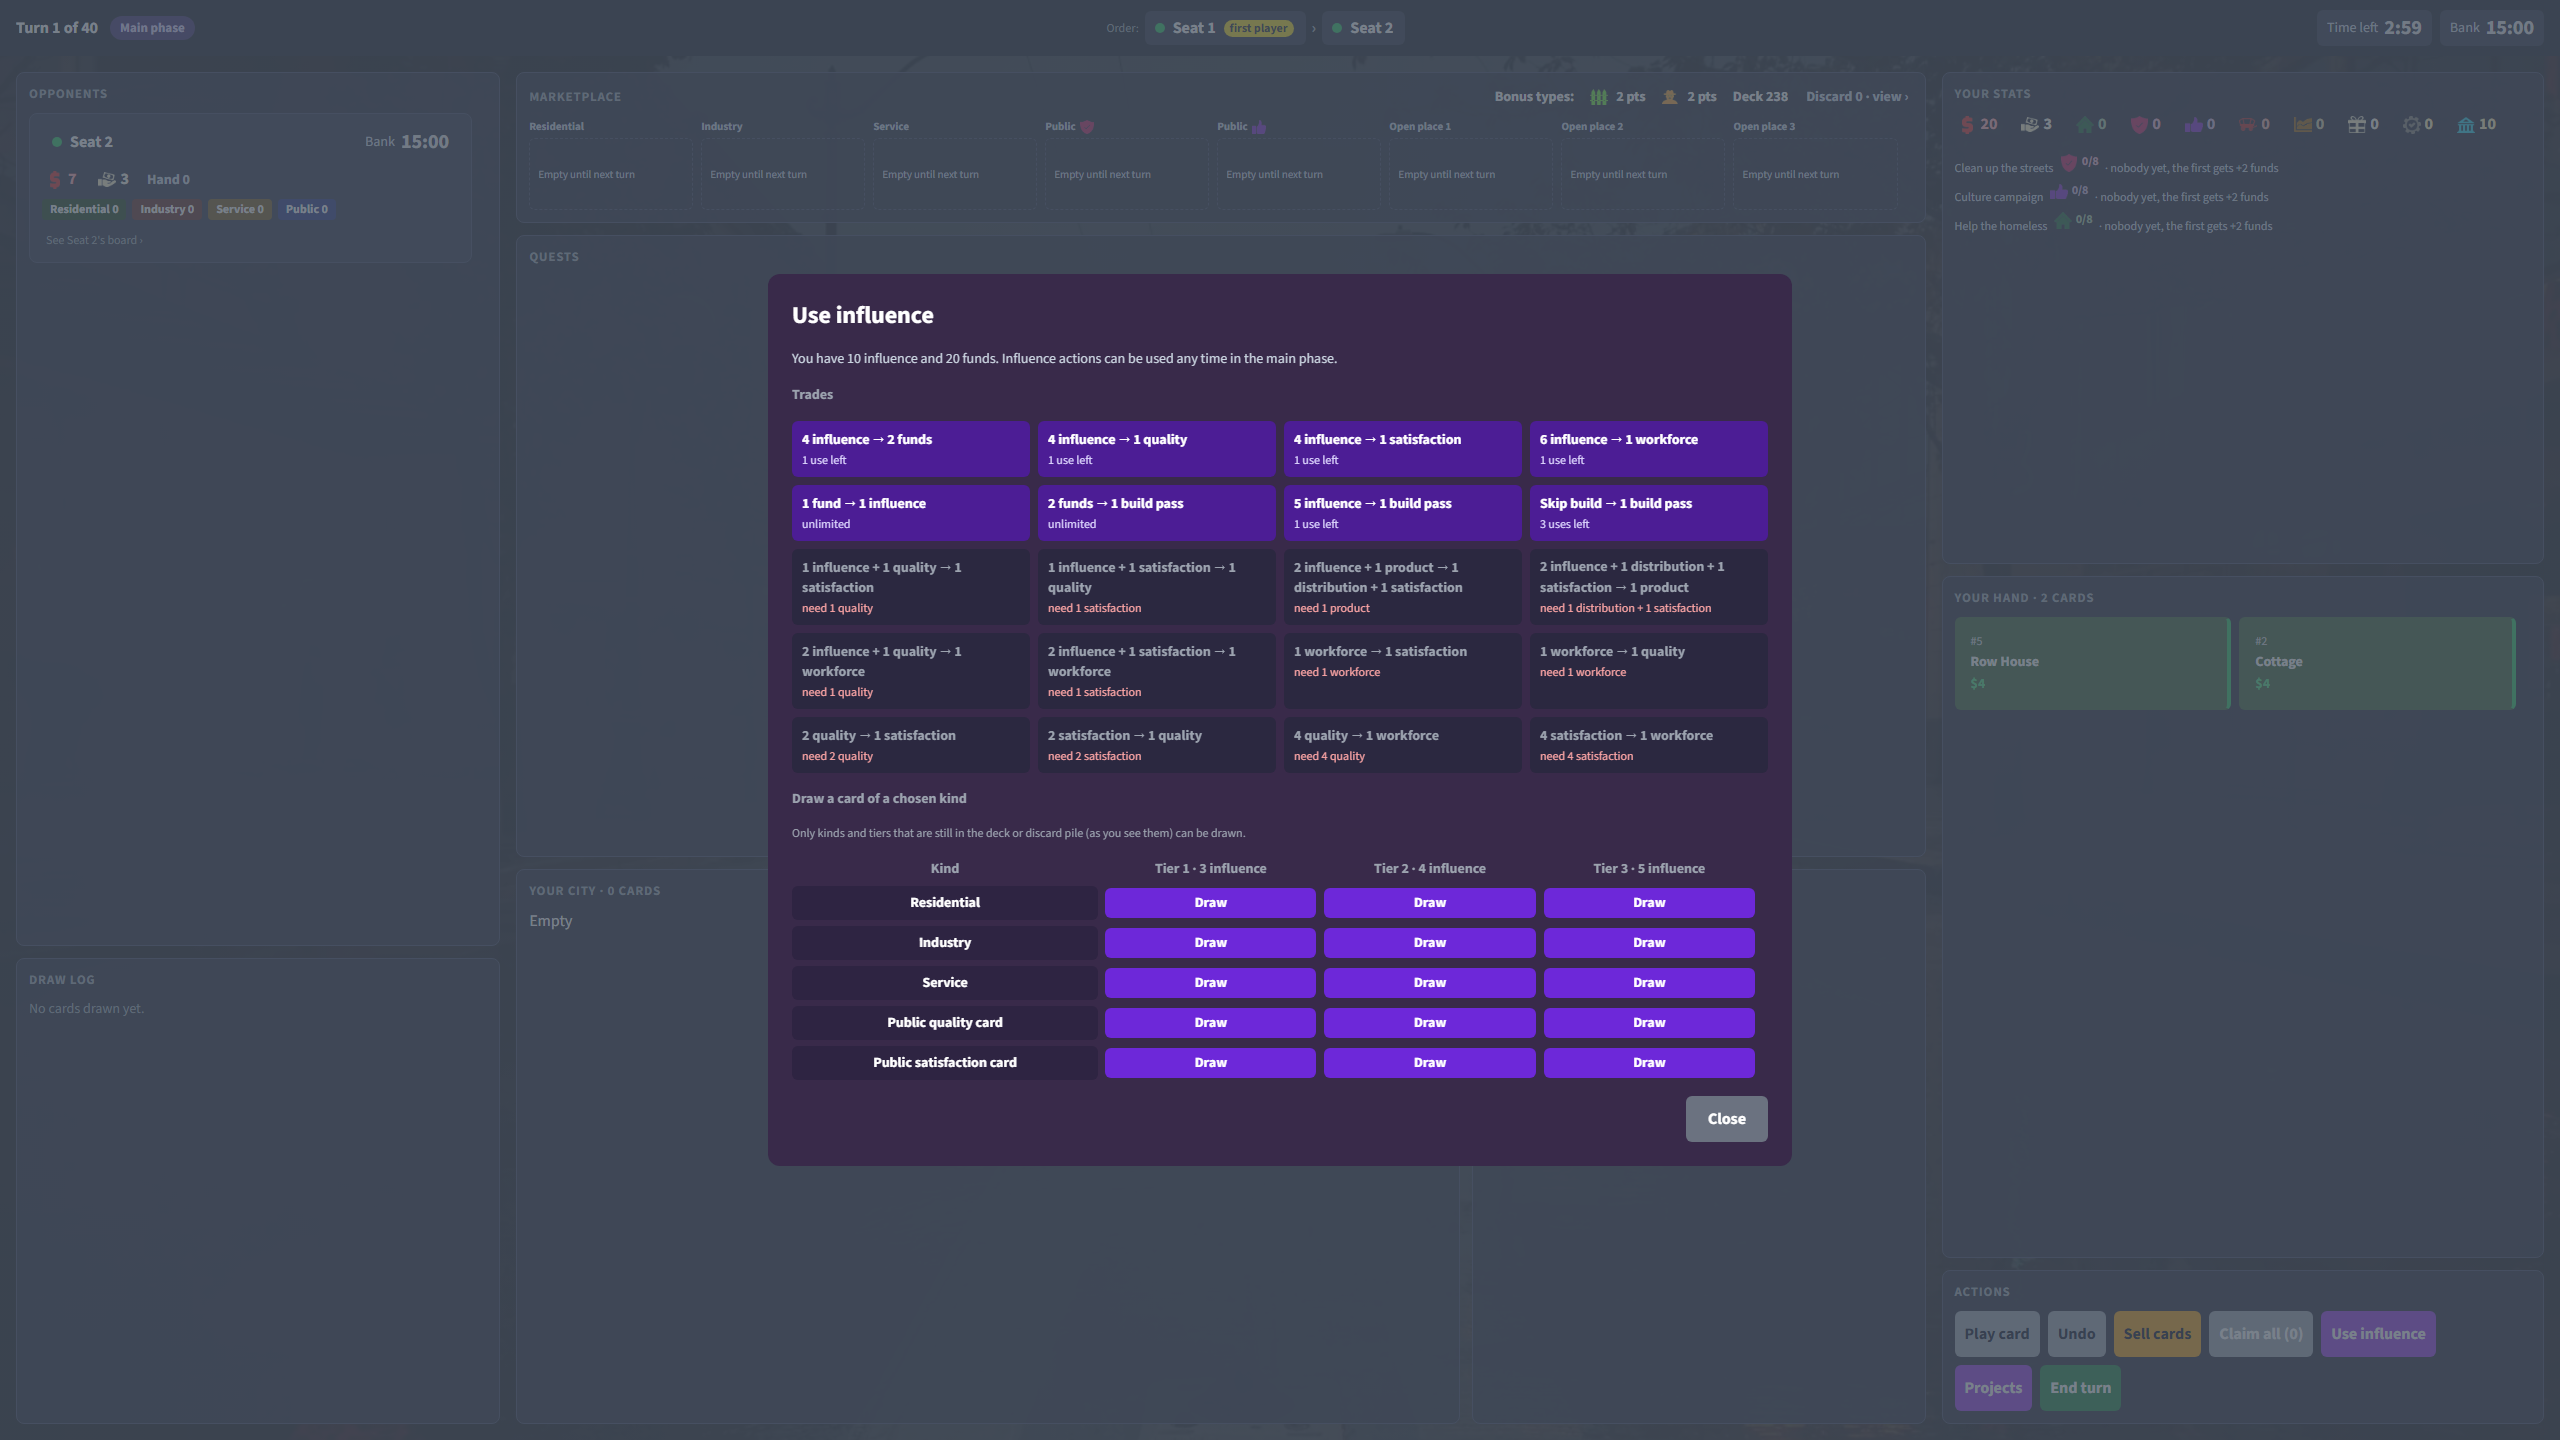 Turn 1 of 40 Main phase
Order: Seat 1 first player › Seat 2
Time left 2:59 Bank 15:00
OPPONENTS
Seat 2 Bank 15:00
7 3 Hand 0
Residential 0 Industry 0 Service 0 Public 0
See Seat 2's board ›
DRAW LOG
No cards drawn yet.
MARKETPLACE
Bonus types: 2 pts 2 pts Deck 238 Discard 0 · view ›
Residential Industry Service Public Public Open place 1 Open place 2 Open place 3
Empty until next turn Empty until next turn Empty until next turn Empty until next turn Empty until next turn Empty until next turn Empty until next turn Empty until next turn
QUESTS
YOUR CITY · 0 CARDS
Empty
Use influence
You have 10 influence and 20 funds. Influence actions can be used any time in the main phase.
Trades
4 influence → 2 funds
1 use left
4 influence → 1 quality
1 use left
4 influence → 1 satisfaction
1 use left
6 influence → 1 workforce
1 use left
1 fund → 1 influence
unlimited
2 funds → 1 build pass
unlimited
5 influence → 1 build pass
1 use left
Skip build → 1 build pass
3 uses left
1 influence + 1 quality → 1
satisfaction
need 1 quality
1 influence + 1 satisfaction → 1
quality
need 1 satisfaction
2 influence + 1 product → 1
distribution + 1 satisfaction
need 1 product
2 influence + 1 distribution + 1
satisfaction → 1 product
need 1 distribution + 1 satisfaction
2 influence + 1 quality → 1
workforce
need 1 quality
2 influence + 1 satisfaction → 1
workforce
need 1 satisfaction
1 workforce → 1 satisfaction
need 1 workforce
1 workforce → 1 quality
need 1 workforce
2 quality → 1 satisfaction
need 2 quality
2 satisfaction → 1 quality
need 2 satisfaction
4 quality → 1 workforce
need 4 quality
4 satisfaction → 1 workforce
need 4 satisfaction
Draw a card of a chosen kind
Only kinds and tiers that are still in the deck or discard pile (as you see them) can be drawn.
Kind Tier 1 · 3 influence Tier 2 · 4 influence Tier 3 · 5 influence
Residential Draw Draw Draw
Industry Draw Draw Draw
Service Draw Draw Draw
Public quality card Draw Draw Draw
Public satisfaction card Draw Draw Draw
Close
YOUR STATS
20 3 0 0 0 0 0 0 0 10
Clean up the streets 0/8 · nobody yet, the first gets +2 funds
Culture campaign 0/8 · nobody yet, the first gets +2 funds
Help the homeless 0/8 · nobody yet, the first gets +2 funds
YOUR HAND · 2 CARDS
#5
Row House
$4
#2
Cottage
$4
ACTIONS
Play card Undo Sell cards Claim all (0) Use influence
Projects End turn